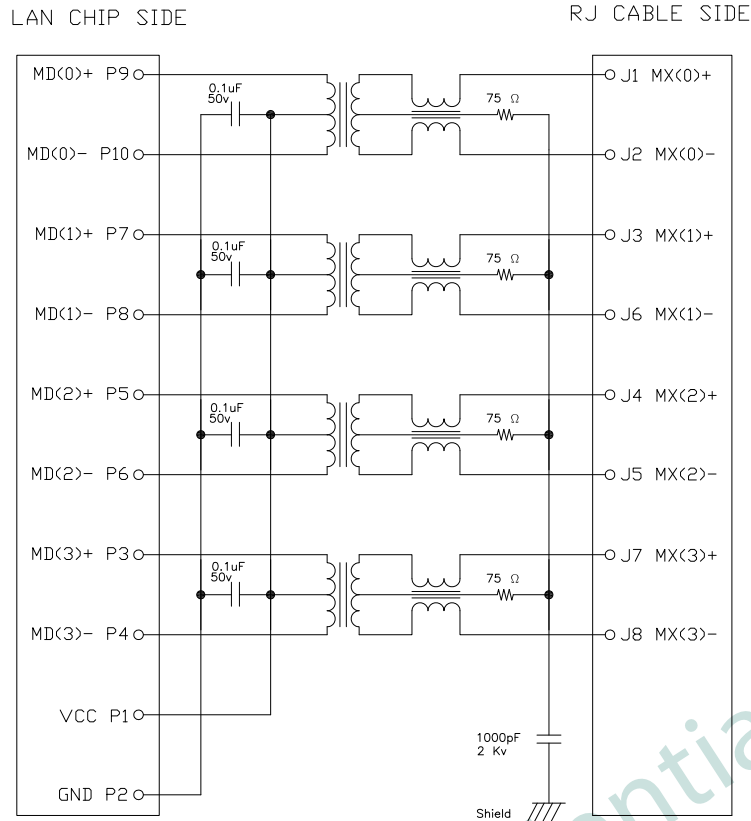 LAN CHIP SIDE
RJ CABLE SIDE
MD(0)+ P9
0.1uF
50v
75 Ω
J1 MX(0)+
MD(0)- P10
J2 MX(0)-
MD(1)+ P7
0.1uF
50v
75 Ω
J3 MX(1)+
MD(1)- P8
J6 MX(1)-
MD(2)+ P5
0.1uF
50v
75 Ω
J4 MX(2)+
MD(2)- P6
J5 MX(2)-
MD(3)+ P3
0.1uF
50v
75 Ω
J7 MX(3)+
MD(3)- P4
J8 MX(3)-
VCC P1
1000pF
2 Kv
GND P2
Shield